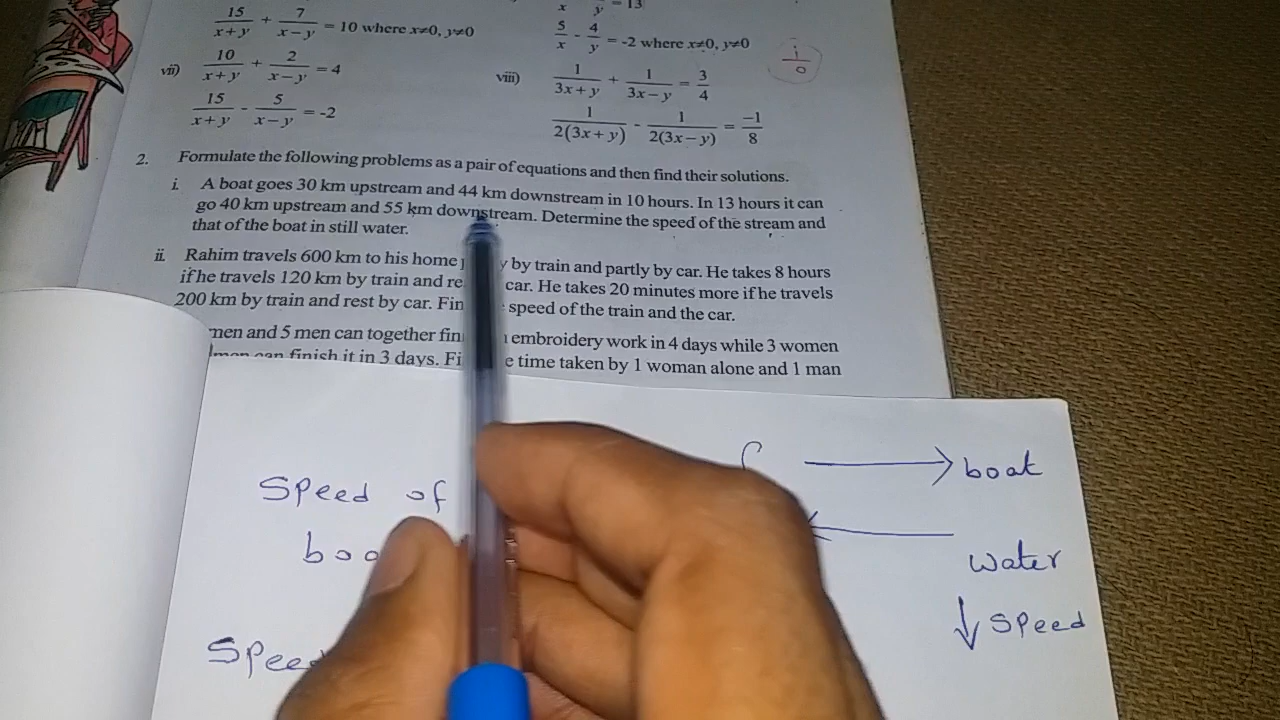 15/(x+y) + 7/(x−y) = 10 where x≠0, y≠0
x y = 13
5/x - 4/y = -2 where x≠0, y≠0
vii) 10/(x+y) + 2/(x−y) = 4
15/(x+y) - 5/(x−y) = -2
viii) 1/(3x+y) + 1/(3x−y) = 3/4
1/(2(3x+y)) - 1/(2(3x−y)) = −1/8
2. Formulate the following problems as a pair of equations and then find their solutions.
i. A boat goes 30 km upstream and 44 km downstream in 10 hours. In 13 hours it can
go 40 km upstream and 55 km downstream. Determine the speed of the stream and
that of the boat in still water.
ii. Rahim travels 600 km to his home y by train and partly by car. He takes 8 hours
if he travels 120 km by train and re car. He takes 20 minutes more if he travels
200 km by train and rest by car. Fin speed of the train and the car.
men and 5 men can together fin embroidery work in 4 days while 3 women
can finish it in 3 days. Fi e time taken by 1 woman alone and 1 man
Speed of
boa
Speed
boat
water
↓ Speed